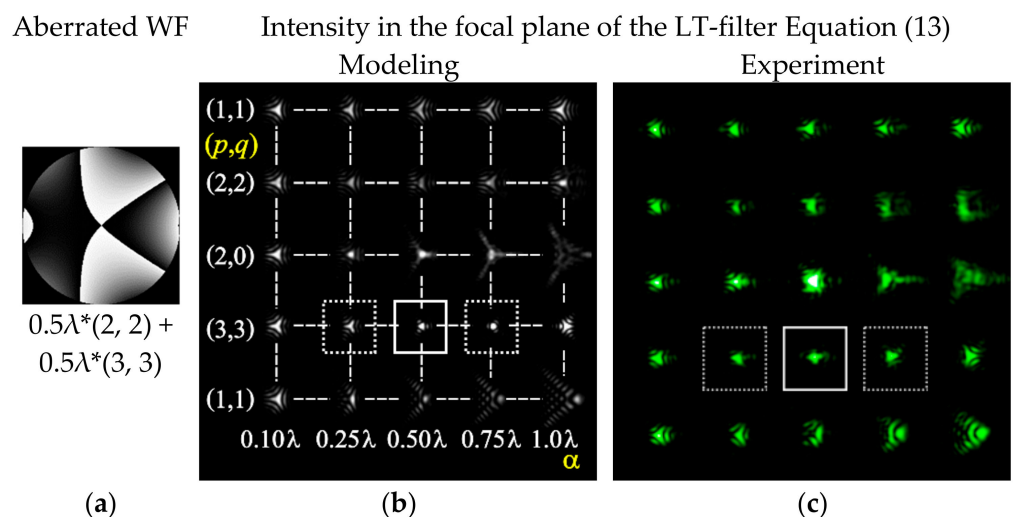 Aberrated WF
Intensity in the focal plane of the LT-filter Equation (13)
Modeling
Experiment
(1,1)
(p,q)
(2,2)
(2,0)
(3,3)
(1,1)
0.10λ 0.25λ 0.50λ 0.75λ 1.0λ
α
0.5λ*(2, 2) +
0.5λ*(3, 3)
(a)
(b)
(c)